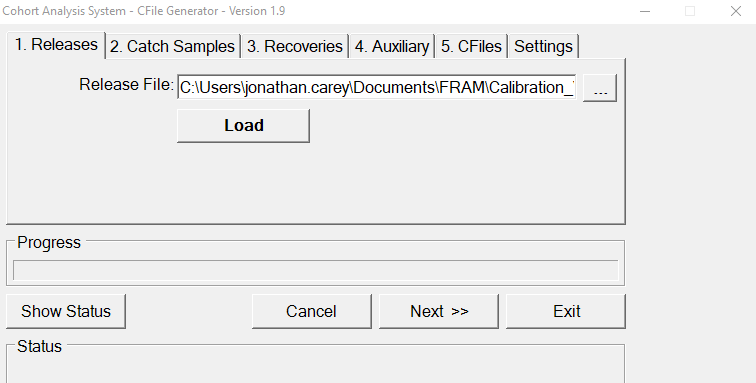 Cohort Analysis System - CFile Generator - Version 1.9
1. Releases 2. Catch Samples 3. Recoveries 4. Auxiliary 5. CFiles Settings
Release File: C:\Users\jonathan.carey\Documents\FRAM\Calibration_ ...
Load
Progress
Show Status Cancel Next >> Exit
Status